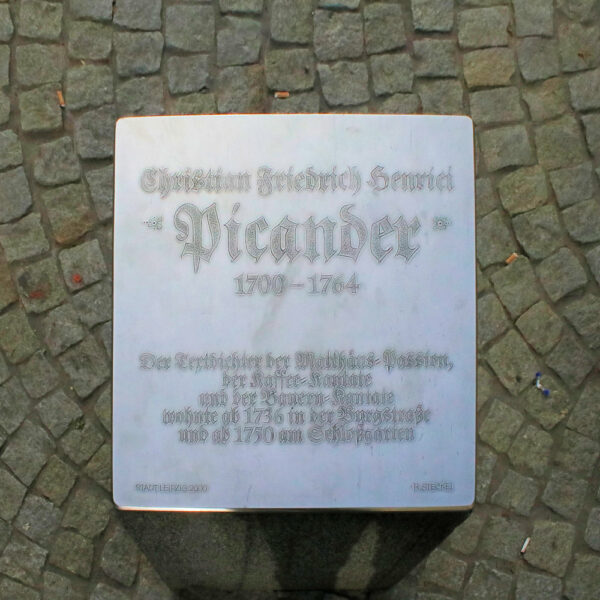 Christian Friedrich Henrici
Picander
1700 – 1764
Der Textdichter der Matthäus-Passion,
der Kaffee-Kantate
und der Bauern-Kantate
wohnte ab 1736 in der Burgstraße
und ab 1750 am Schloßgarten
STADT LEIPZIG 2000
R. STECKEL